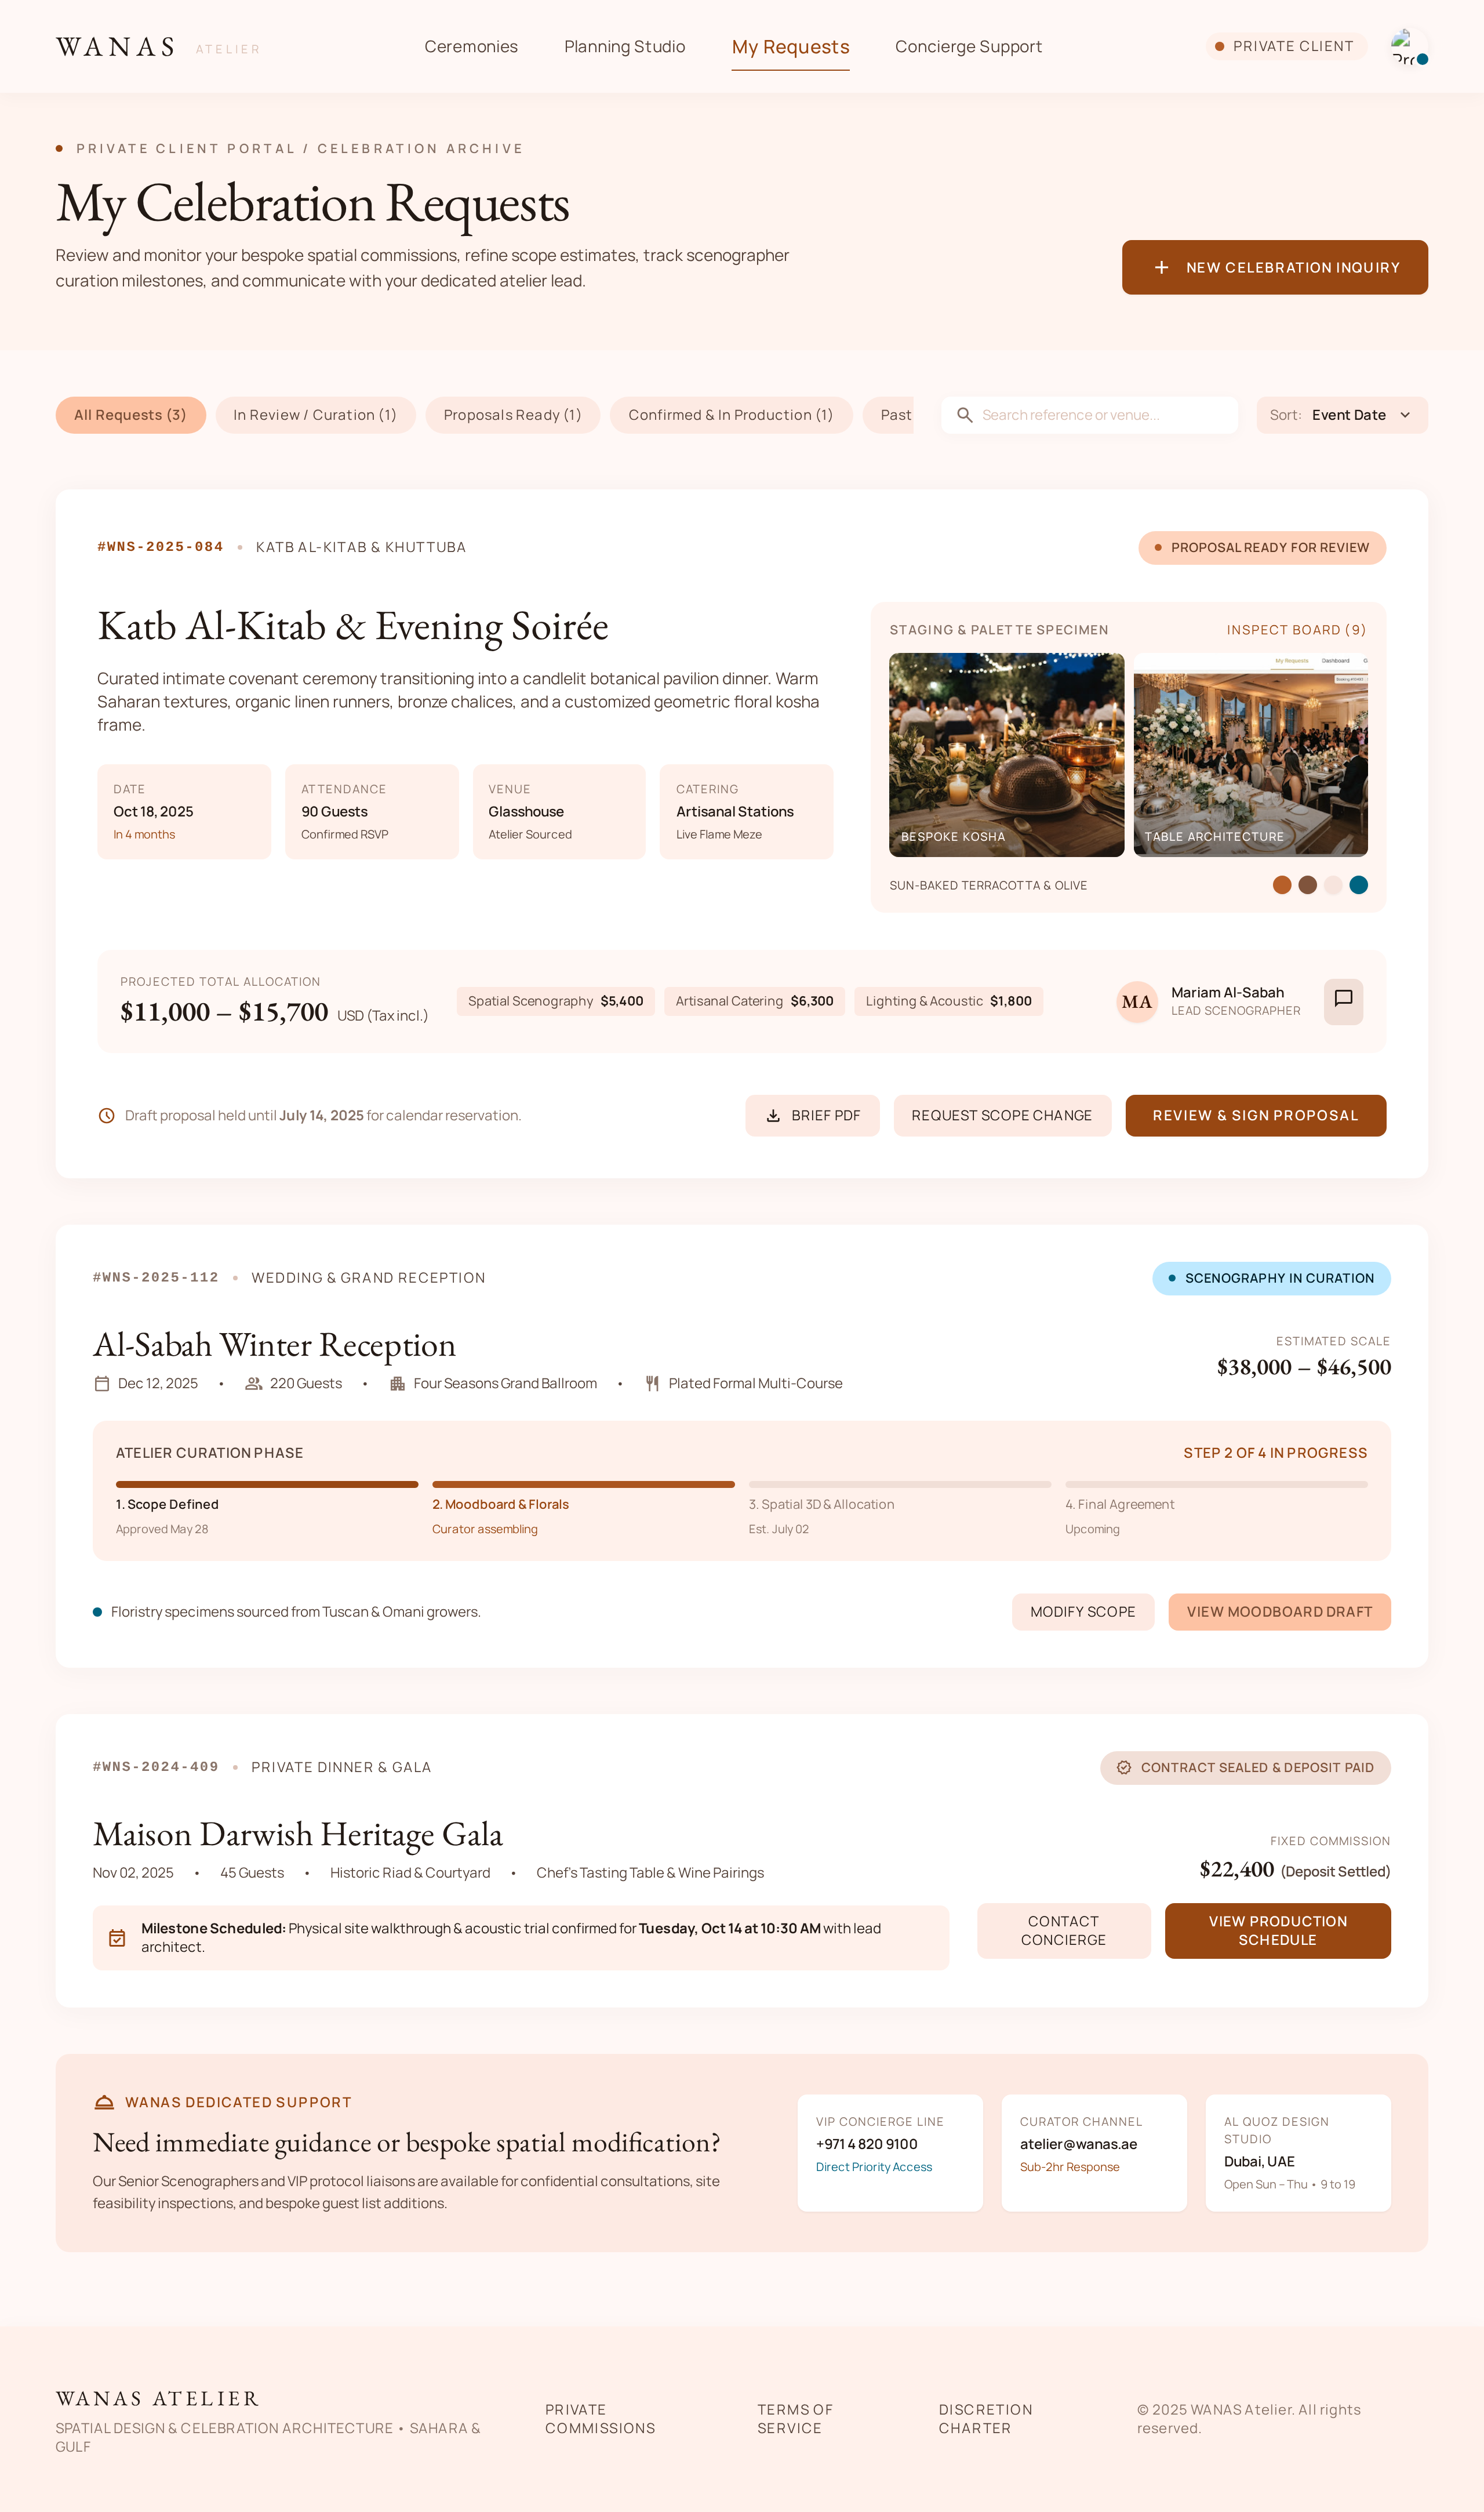 WANAS ATELIER
Ceremonies
Planning Studio
My Requests
Concierge Support
PRIVATE CLIENT
PRIVATE CLIENT PORTAL / CELEBRATION ARCHIVE
My Celebration Requests
Review and monitor your bespoke spatial commissions, refine scope estimates, track scenographer
curation milestones, and communicate with your dedicated atelier lead.
NEW CELEBRATION INQUIRY
All Requests (3)
In Review / Curation (1)
Proposals Ready (1)
Confirmed & In Production (1)
Past
Search reference or venue...
Sort: Event Date
#WNS-2025-084 • KATB AL-KITAB & KHUTTUBA
PROPOSAL READY FOR REVIEW
Katb Al-Kitab & Evening Soirée
Curated intimate covenant ceremony transitioning into a candlelit botanical pavilion dinner. Warm
Saharan textures, organic linen runners, bronze chalices, and a customized geometric floral kosha
frame.
DATE
Oct 18, 2025
In 4 months
ATTENDANCE
90 Guests
Confirmed RSVP
VENUE
Glasshouse
Atelier Sourced
CATERING
Artisanal Stations
Live Flame Meze
STAGING & PALETTE SPECIMEN
INSPECT BOARD (9)
My Requests
Dashboard
BESPOKE KOSHA
TABLE ARCHITECTURE
SUN-BAKED TERRACOTTA & OLIVE
PROJECTED TOTAL ALLOCATION
$11,000 – $15,700 USD (Tax incl.)
Spatial Scenography $5,400
Artisanal Catering $6,300
Lighting & Acoustic $1,800
MA
Mariam Al-Sabah
LEAD SCENOGRAPHER
Draft proposal held until July 14, 2025 for calendar reservation.
BRIEF PDF
REQUEST SCOPE CHANGE
REVIEW & SIGN PROPOSAL
#WNS-2025-112 • WEDDING & GRAND RECEPTION
SCENOGRAPHY IN CURATION
Al-Sabah Winter Reception
Dec 12, 2025 • 220 Guests • Four Seasons Grand Ballroom • Plated Formal Multi-Course
ESTIMATED SCALE
$38,000 – $46,500
ATELIER CURATION PHASE
STEP 2 OF 4 IN PROGRESS
1. Scope Defined
Approved May 28
2. Moodboard & Florals
Curator assembling
3. Spatial 3D & Allocation
Est. July 02
4. Final Agreement
Upcoming
Floristry specimens sourced from Tuscan & Omani growers.
MODIFY SCOPE
VIEW MOODBOARD DRAFT
#WNS-2024-409 • PRIVATE DINNER & GALA
CONTRACT SEALED & DEPOSIT PAID
Maison Darwish Heritage Gala
Nov 02, 2025 • 45 Guests • Historic Riad & Courtyard • Chef's Tasting Table & Wine Pairings
FIXED COMMISSION
$22,400 (Deposit Settled)
Milestone Scheduled: Physical site walkthrough & acoustic trial confirmed for Tuesday, Oct 14 at 10:30 AM with lead
architect.
CONTACT
CONCIERGE
VIEW PRODUCTION
SCHEDULE
WANAS DEDICATED SUPPORT
Need immediate guidance or bespoke spatial modification?
Our Senior Scenographers and VIP protocol liaisons are available for confidential consultations, site
feasibility inspections, and bespoke guest list additions.
VIP CONCIERGE LINE
+971 4 820 9100
Direct Priority Access
CURATOR CHANNEL
atelier@wanas.ae
Sub-2hr Response
AL QUOZ DESIGN
STUDIO
Dubai, UAE
Open Sun – Thu • 9 to 19
WANAS ATELIER
SPATIAL DESIGN & CELEBRATION ARCHITECTURE • SAHARA &
GULF
PRIVATE
COMMISSIONS
TERMS OF
SERVICE
DISCRETION
CHARTER
© 2025 WANAS Atelier. All rights
reserved.